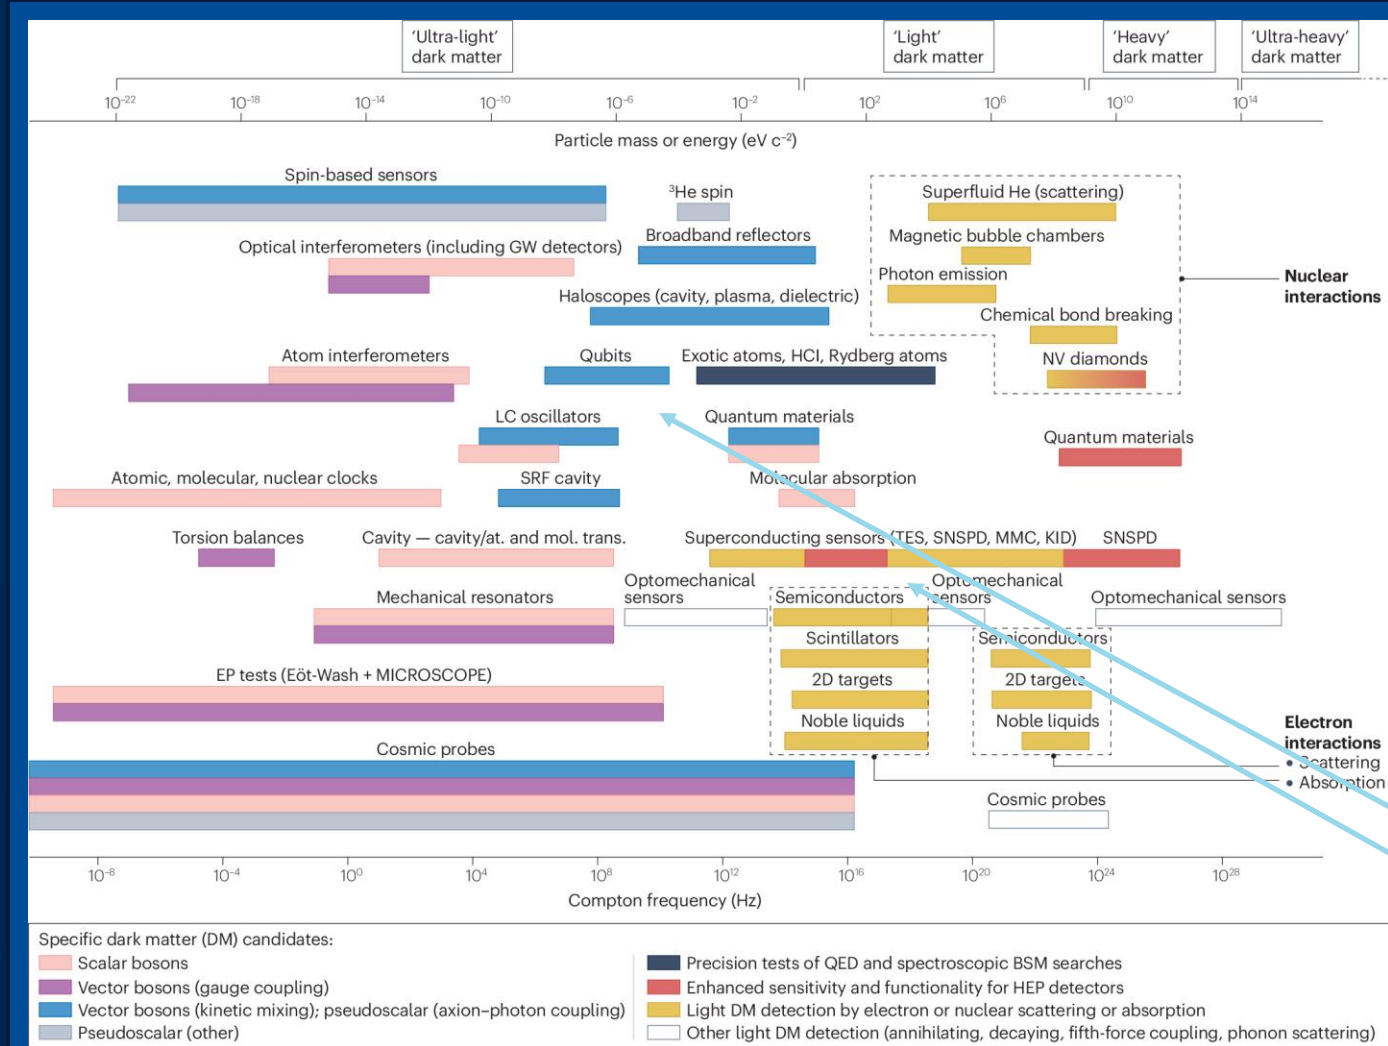 'Ultra-light' dark matter
'Light' dark matter
'Heavy' dark matter
'Ultra-heavy' dark matter
10⁻²² 10⁻¹⁸ 10⁻¹⁴ 10⁻¹⁰ 10⁻⁶ 10⁻² 10² 10⁶ 10¹⁰ 10¹⁴
Particle mass or energy (eV c⁻²)
Spin-based sensors
³He spin
Superfluid He (scattering)
Optical interferometers (including GW detectors)
Broadband reflectors
Magnetic bubble chambers
Photon emission
Nuclear interactions
Haloscopes (cavity, plasma, dielectric)
Chemical bond breaking
Atom interferometers
Qubits
Exotic atoms, HCI, Rydberg atoms
NV diamonds
LC oscillators
Quantum materials
Quantum materials
Atomic, molecular, nuclear clocks
SRF cavity
Molecular absorption
Torsion balances
Cavity — cavity/at. and mol. trans.
Superconducting sensors (TES, SNSPD, MMC, KID)
SNSPD
Mechanical resonators
Optomechanical sensors
Semiconductors
Optomechanical sensors
Optomechanical sensors
Scintillators
Semiconductors
EP tests (Eöt-Wash + MICROSCOPE)
2D targets
2D targets
Noble liquids
Noble liquids
Electron interactions
• Scattering
• Absorption
Cosmic probes
Cosmic probes
10⁻⁸ 10⁻⁴ 10⁰ 10⁴ 10⁸ 10¹² 10¹⁶ 10²⁰ 10²⁴ 10²⁸
Compton frequency (Hz)
Specific dark matter (DM) candidates:
Scalar bosons
Vector bosons (gauge coupling)
Vector bosons (kinetic mixing); pseudoscalar (axion–photon coupling)
Pseudoscalar (other)
Precision tests of QED and spectroscopic BSM searches
Enhanced sensitivity and functionality for HEP detectors
Light DM detection by electron or nuclear scattering or absorption
Other light DM detection (annihilating, decaying, fifth-force coupling, phonon scattering)